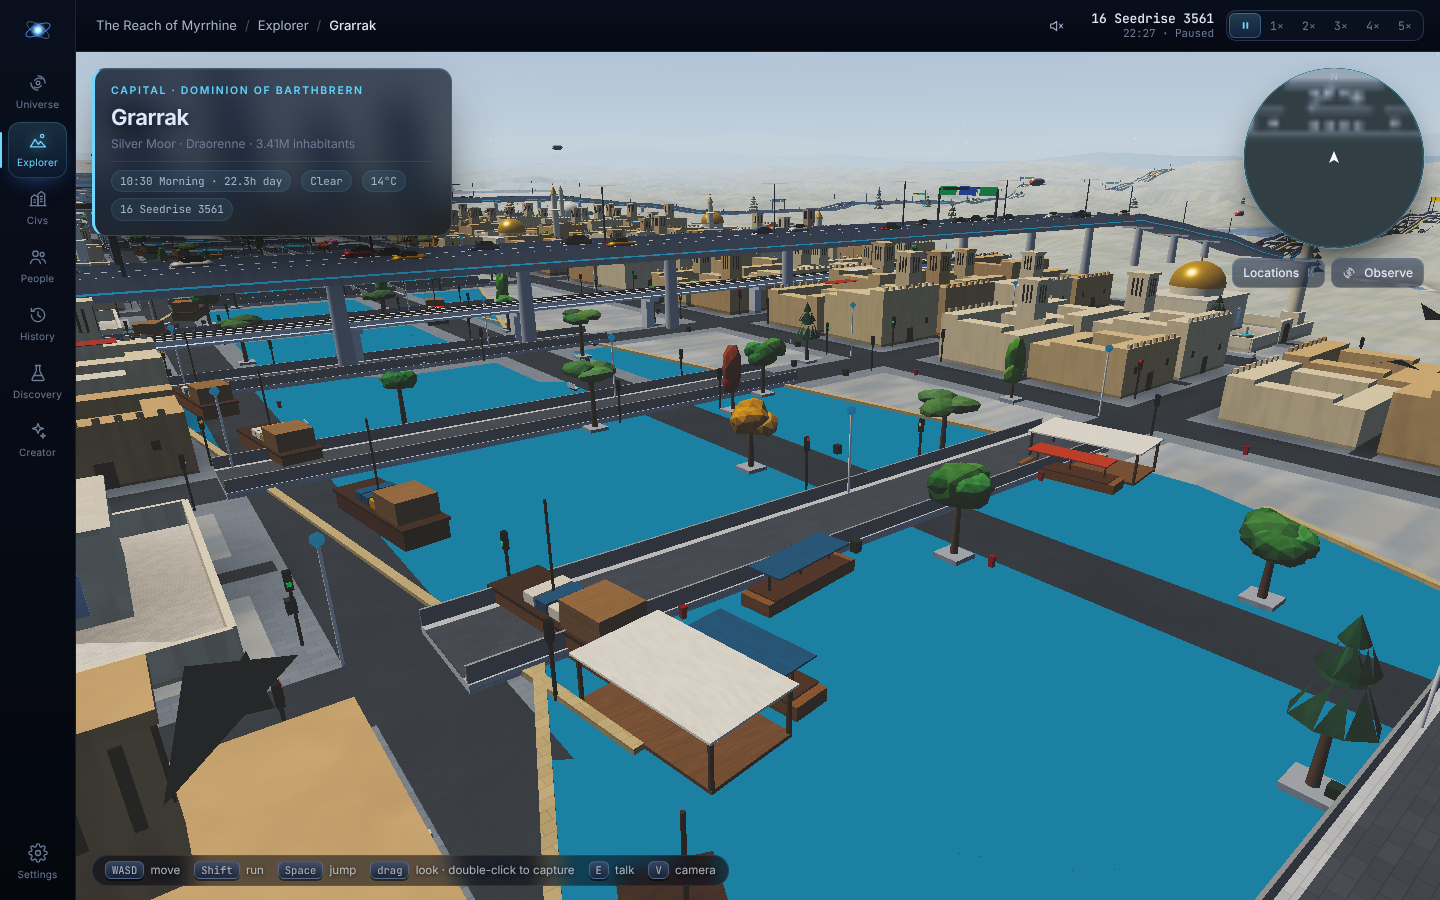 The Reach of Myrrhine / Explorer / Grarrak
16 Seedrise 3561
22:27 · Paused
1×
2×
3×
4×
5×
Universe
Explorer
Civs
People
History
Discovery
Creator
Settings
CAPITAL · DOMINION OF BARTHBRERN
Grarrak
Silver Moor · Draorenne · 3.41M inhabitants
10:30 Morning · 22.3h day
Clear
14°C
16 Seedrise 3561
N
Locations
Observe
WASD move
Shift run
Space jump
drag look · double-click to capture
E talk
V camera